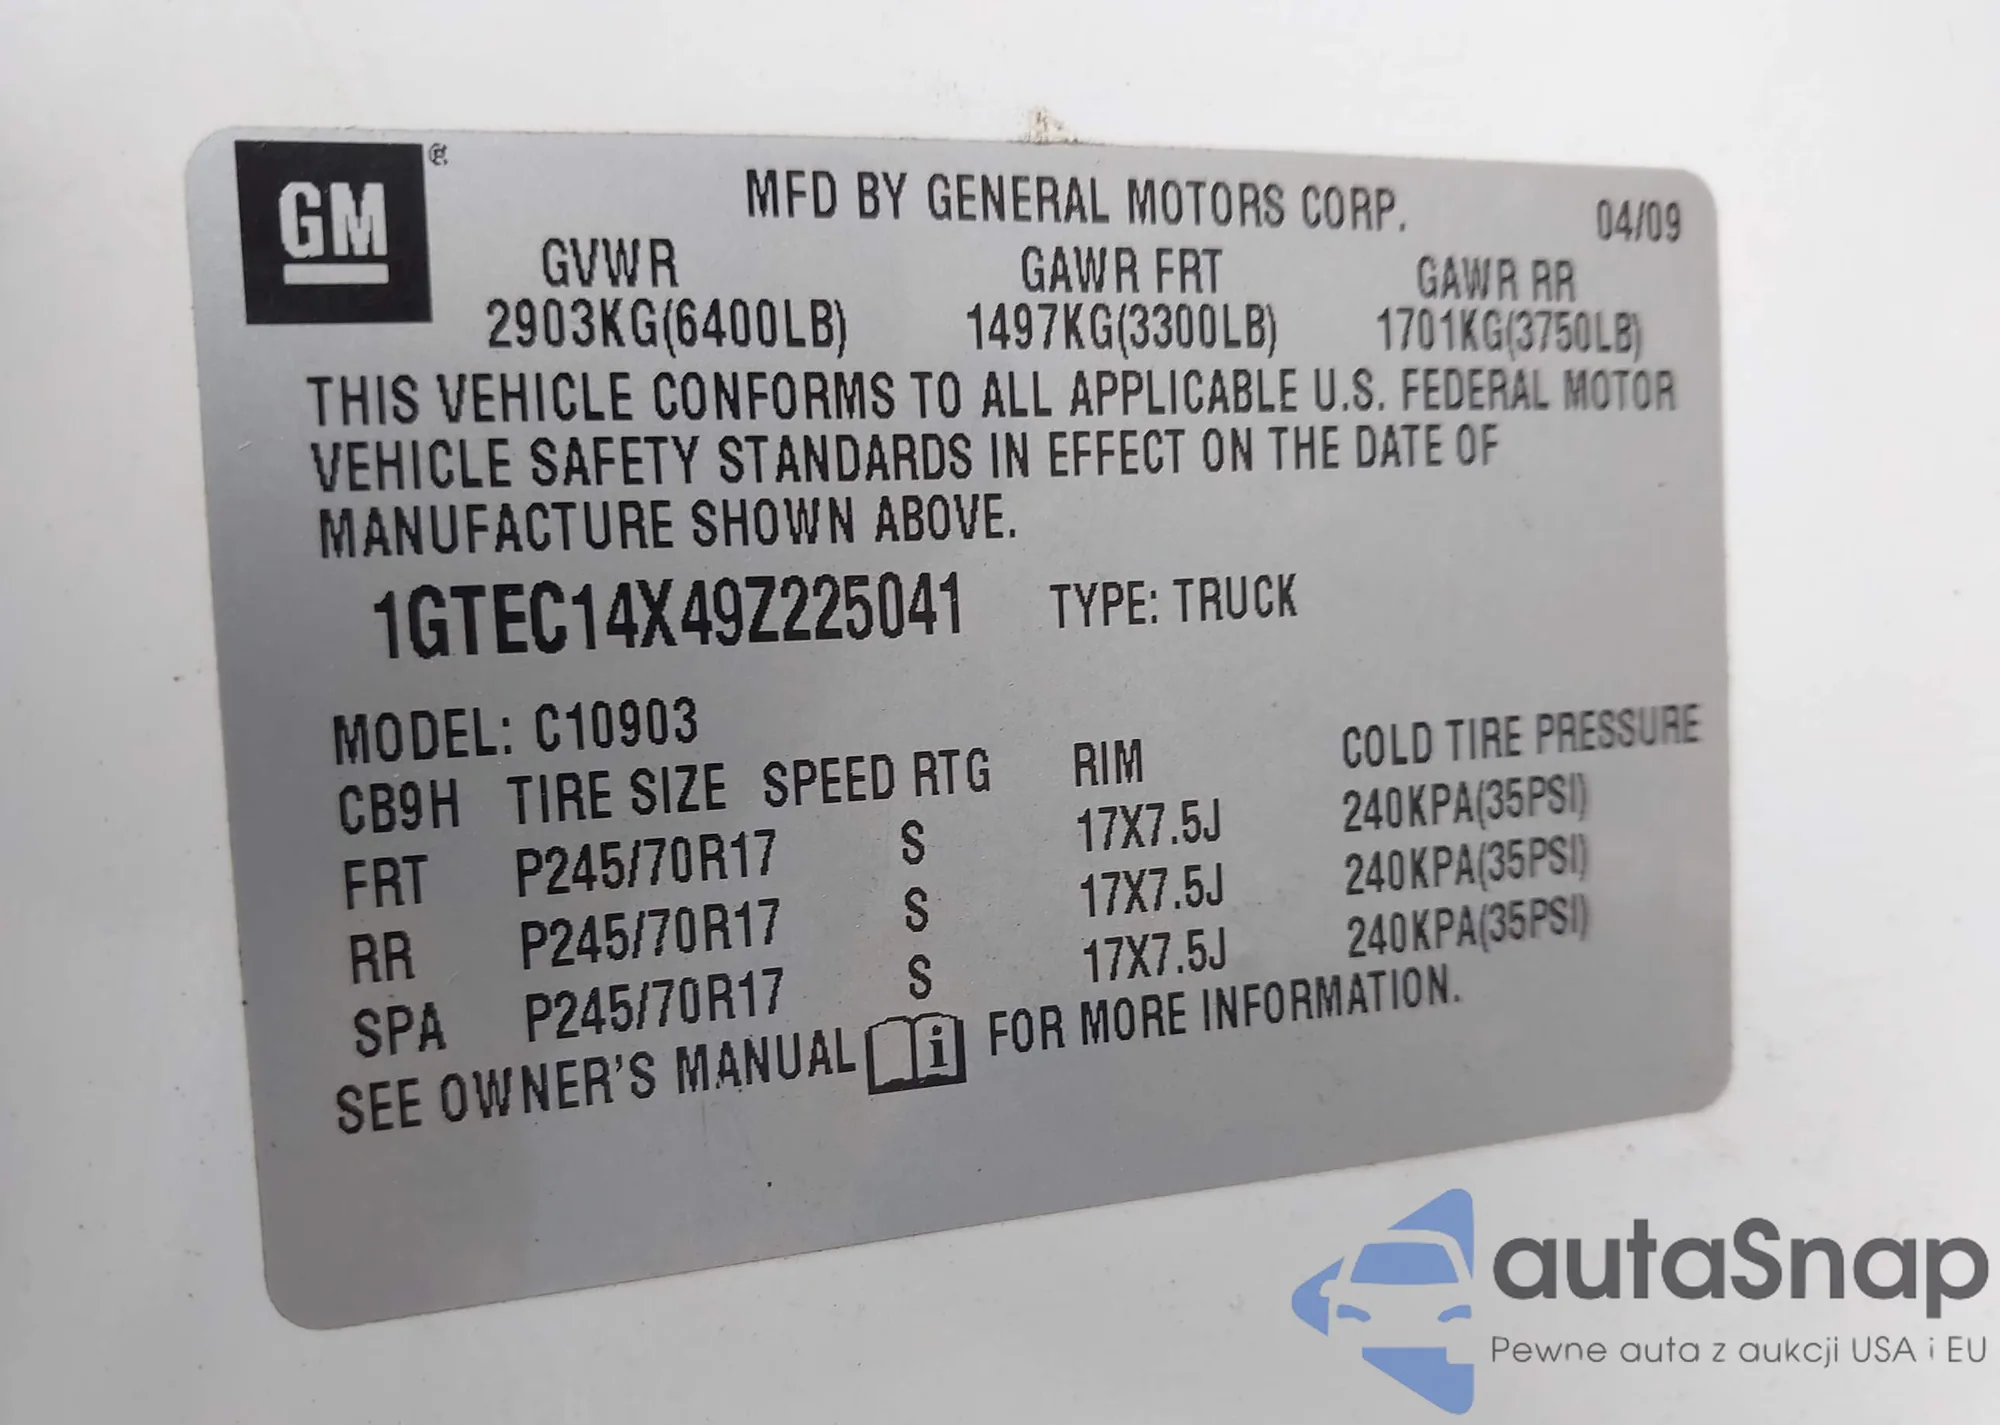 GM
MFD BY GENERAL MOTORS CORP. 04/09
GVWR GAWR FRT GAWR RR
2903KG(6400LB) 1497KG(3300LB) 1701KG(3750LB)
THIS VEHICLE CONFORMS TO ALL APPLICABLE U.S. FEDERAL MOTOR
VEHICLE SAFETY STANDARDS IN EFFECT ON THE DATE OF
MANUFACTURE SHOWN ABOVE.
1GTEC14X49Z225041 TYPE: TRUCK
MODEL: C10903
CB9H TIRE SIZE SPEED RTG RIM COLD TIRE PRESSURE
FRT P245/70R17 S 17X7.5J 240KPA(35PSI)
RR P245/70R17 S 17X7.5J 240KPA(35PSI)
SPA P245/70R17 S 17X7.5J 240KPA(35PSI)
SEE OWNER'S MANUAL i FOR MORE INFORMATION.
autaSnap
Pewne auta z aukcji USA i EU